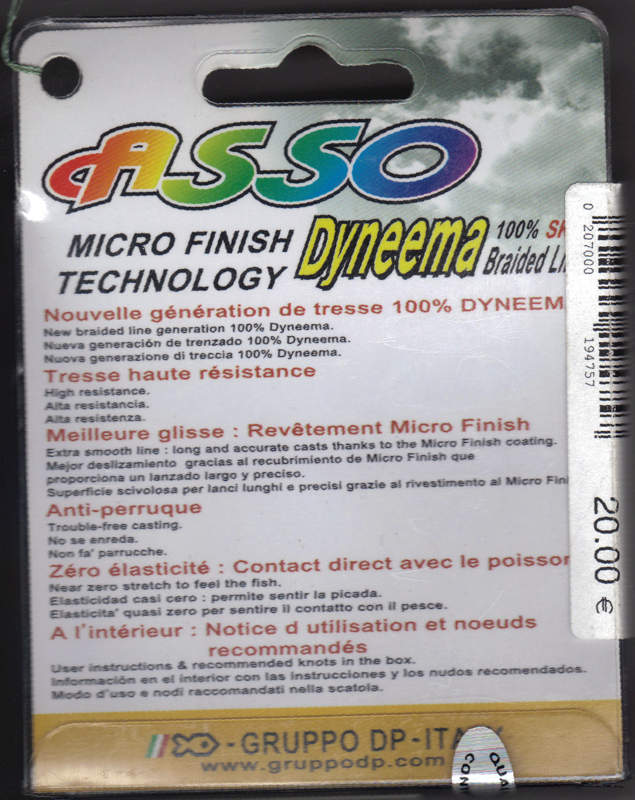 ASSO
MICRO FINISH
TECHNOLOGY
Dyneema
100%
Braided
Nouvelle génération de tresse 100% DYNEEM
New braided line generation 100% Dyneema.
Nueva generación de trenzado 100% Dyneema.
Nuova generazione di treccia 100% Dyneema.
Tresse haute résistance
High resistance.
Alta resistancia.
Alta resistenza.
Meilleure glisse : Revêtement Micro Finish
Extra smooth line : long and accurate casts thanks to the Micro Finish coating.
Mejor deslizamiento gracias al recubrimiento de Micro Finish que
proporciona un lanzado largo y preciso.
Superficie scivolosa per lanci lunghi e precisi grazie al rivestimento al Micro Fini
Anti-perruque
Trouble-free casting.
No se enreda.
Non fa' parrucche.
Zéro élasticité : Contact direct avec le poisson
Near zero stretch to feel the fish.
Elasticidad casi cero : permite sentir la picada.
Elasticita' quasi zero per sentire il contatto con il pesce.
A l'intérieur : Notice d utilisation et noeuds
recommandés
User instructions & recommended knots in the box.
Información en el interior con las instrucciones y los nudos recomendados.
Modo d'uso e nodi raccomandati nella scatola.
- GRUPPO DP - ITALY
www.gruppodp.com
0 207000 194757
20.00 €
QUA
CON